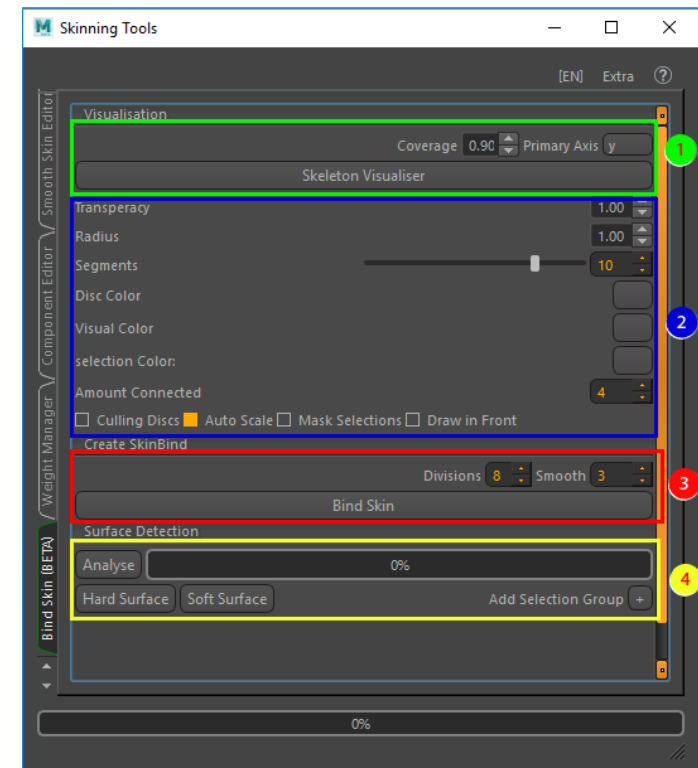 Skinning Tools
[EN] Extra ?
Smooth Skin Editor
Component Editor
Weight Manager
Bind Skin (BETA)
Visualisation
Coverage 0.90 Primary Axis y
1
Skeleton Visualiser
Transperacy 1.00
Radius 1.00
Segments 10
Disc Color
Visual Color
2
selection Color:
Amount Connected 4
Culling Discs Auto Scale Mask Selections Draw in Front
Create SkinBind
Divisions 8 Smooth 3
3
Bind Skin
Surface Detection
Analyse 0%
4
Hard Surface Soft Surface Add Selection Group +
0%